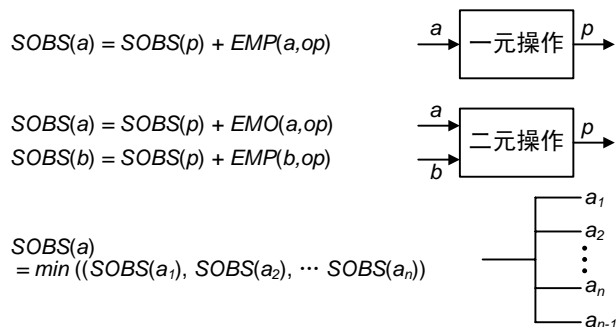 SOBS(a) = SOBS(p) + EMP(a,op)
a
一元操作
p
SOBS(a) = SOBS(p) + EMO(a,op)
SOBS(b) = SOBS(p) + EMP(b,op)
a
b
二元操作
p
SOBS(a)
= min ((SOBS(a₁), SOBS(a₂), ··· SOBS(aₙ))
a₁
a₂
⋮
aₙ
aₙ₋₁